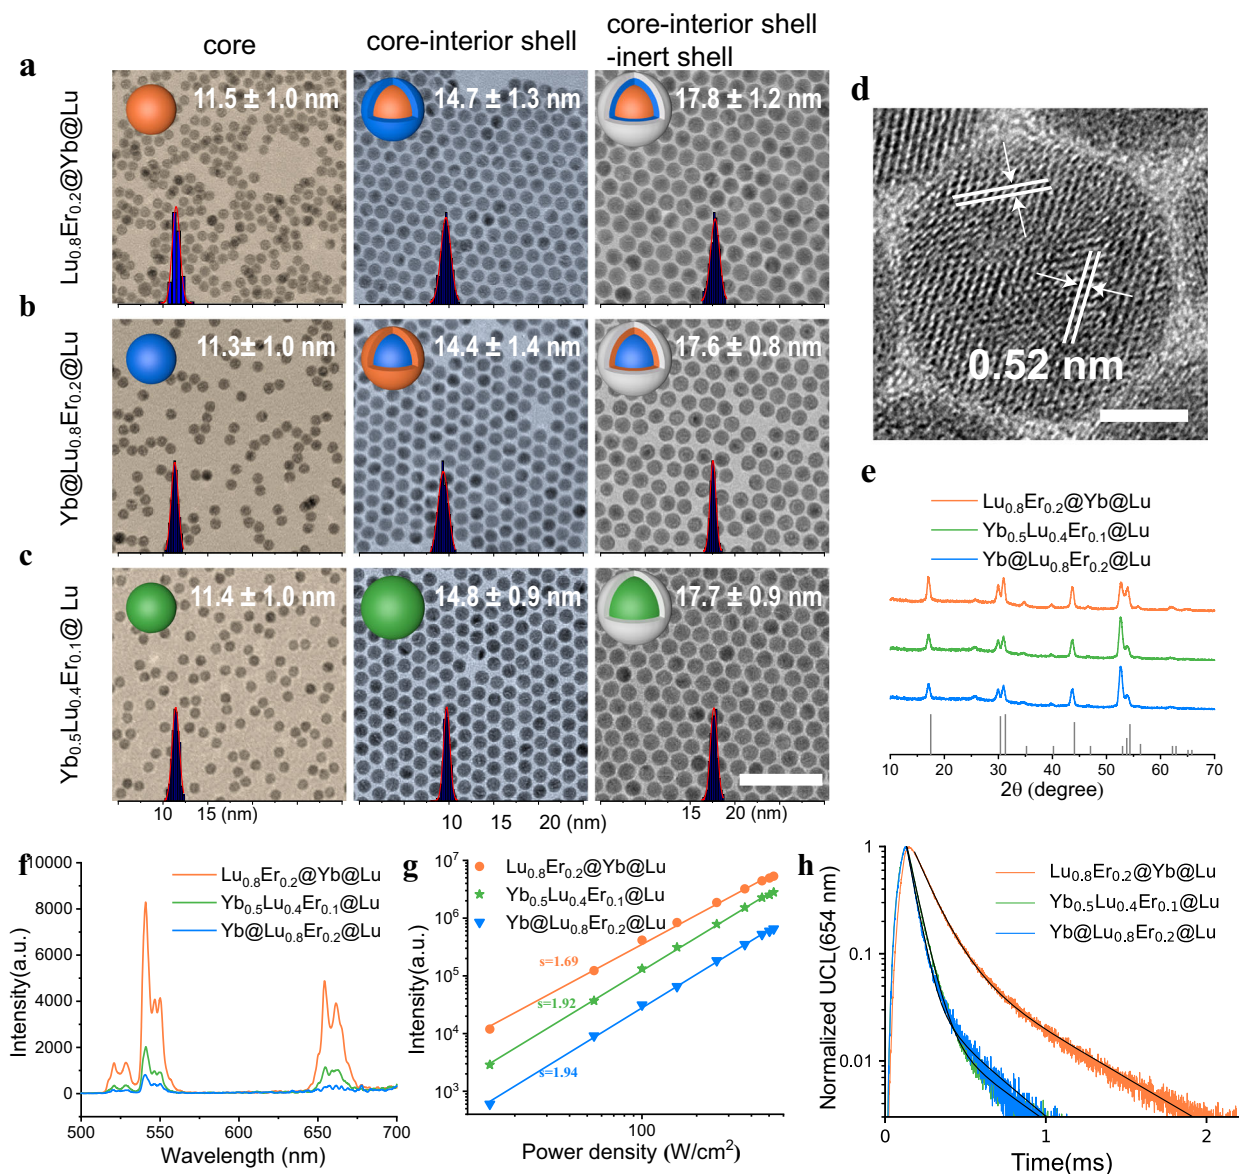 core
core-interior shell
core-interior shell
-inert shell
a
Lu0.8Er0.2@Yb@Lu
11.5 ± 1.0 nm
14.7 ± 1.3 nm
17.8 ± 1.2 nm
b
Yb@Lu0.8Er0.2@Lu
11.3± 1.0 nm
14.4 ± 1.4 nm
17.6 ± 0.8 nm
c
Yb0.5Lu0.4Er0.1@ Lu
11.4 ± 1.0 nm
14.8 ± 0.9 nm
17.7 ± 0.9 nm
10 15 (nm)
10 15 20 (nm)
15 20 (nm)
d
0.52 nm
e
Lu0.8Er0.2@Yb@Lu
Yb0.5Lu0.4Er0.1@Lu
Yb@Lu0.8Er0.2@Lu
10 20 30 40 50 60 70
2θ (degree)
f
Intensity(a.u.)
10000
8000
6000
4000
2000
0
Lu0.8Er0.2@Yb@Lu
Yb0.5Lu0.4Er0.1@Lu
Yb@Lu0.8Er0.2@Lu
500 550 600 650 700
Wavelength (nm)
g
Intensity(a.u.)
10^7
10^6
10^5
10^4
10^3
Lu0.8Er0.2@Yb@Lu
Yb0.5Lu0.4Er0.1@Lu
Yb@Lu0.8Er0.2@Lu
s=1.69
s=1.92
s=1.94
100
Power density (W/cm²)
h
Normalized UCL(654 nm)
1
0.1
0.01
Lu0.8Er0.2@Yb@Lu
Yb0.5Lu0.4Er0.1@Lu
Yb@Lu0.8Er0.2@Lu
0 1 2
Time(ms)